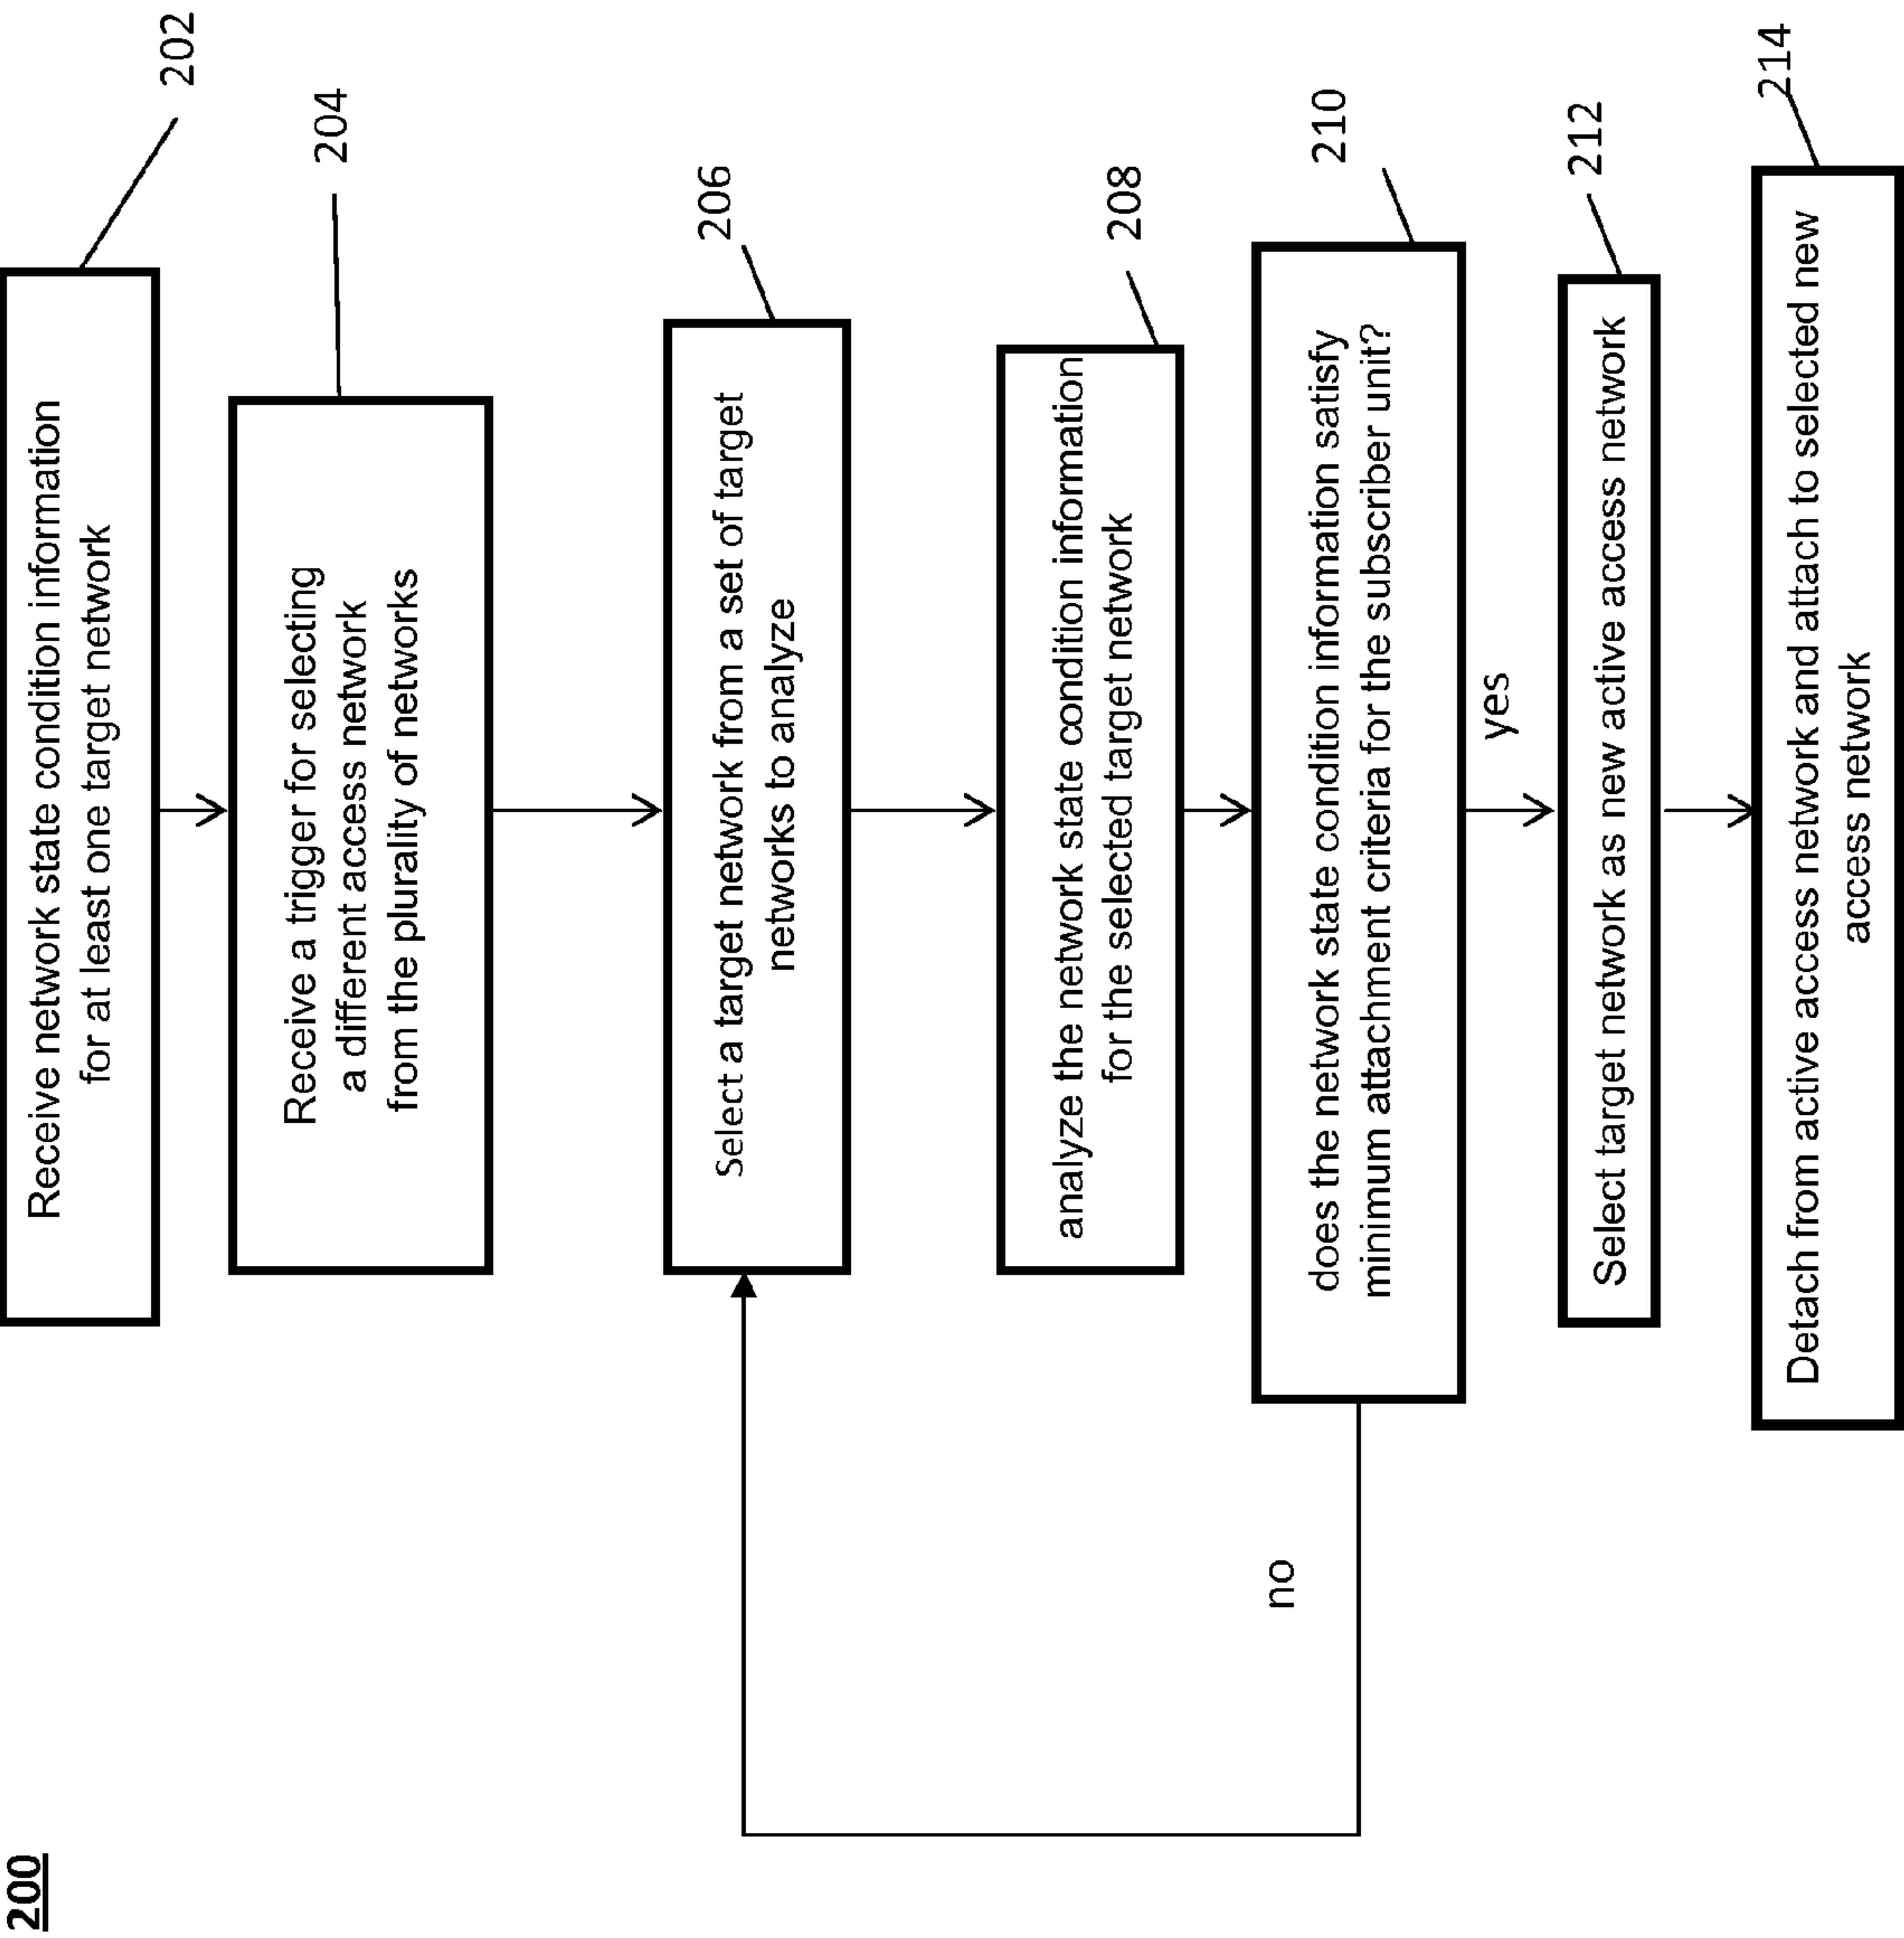 200
Receive network state condition information
for at least one target network
202
Receive a trigger for selecting
a different access network
from the plurality of networks
204
Select a target network from a set of target
networks to analyze
206
analyze the network state condition information
for the selected target network
208
does the network state condition information satisfy
minimum attachment criteria for the subscriber unit?
210
no
yes
Select target network as new active access network
212
Detach from active access network and attach to selected new
access network
214